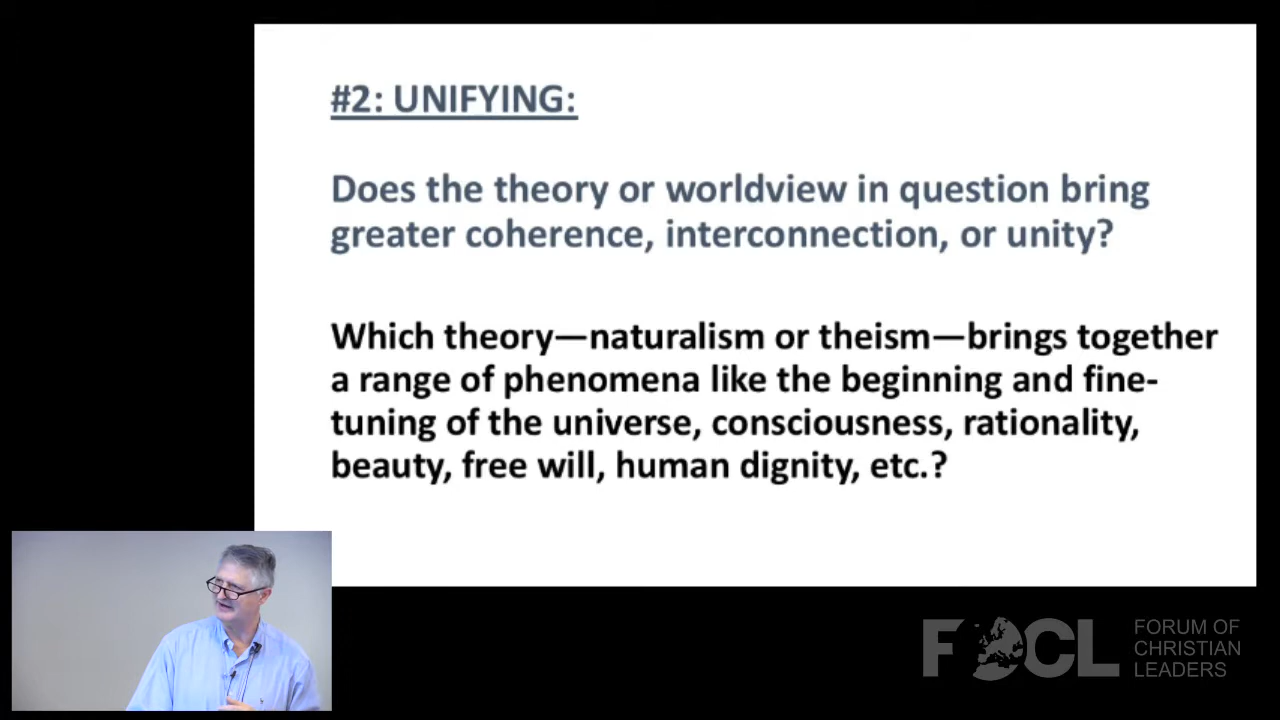 #2: UNIFYING:
Does the theory or worldview in question bring
greater coherence, interconnection, or unity?
Which theory—naturalism or theism—brings together
a range of phenomena like the beginning and fine-
tuning of the universe, consciousness, rationality,
beauty, free will, human dignity, etc.?
FOCL
FORUM OF
CHRISTIAN
LEADERS